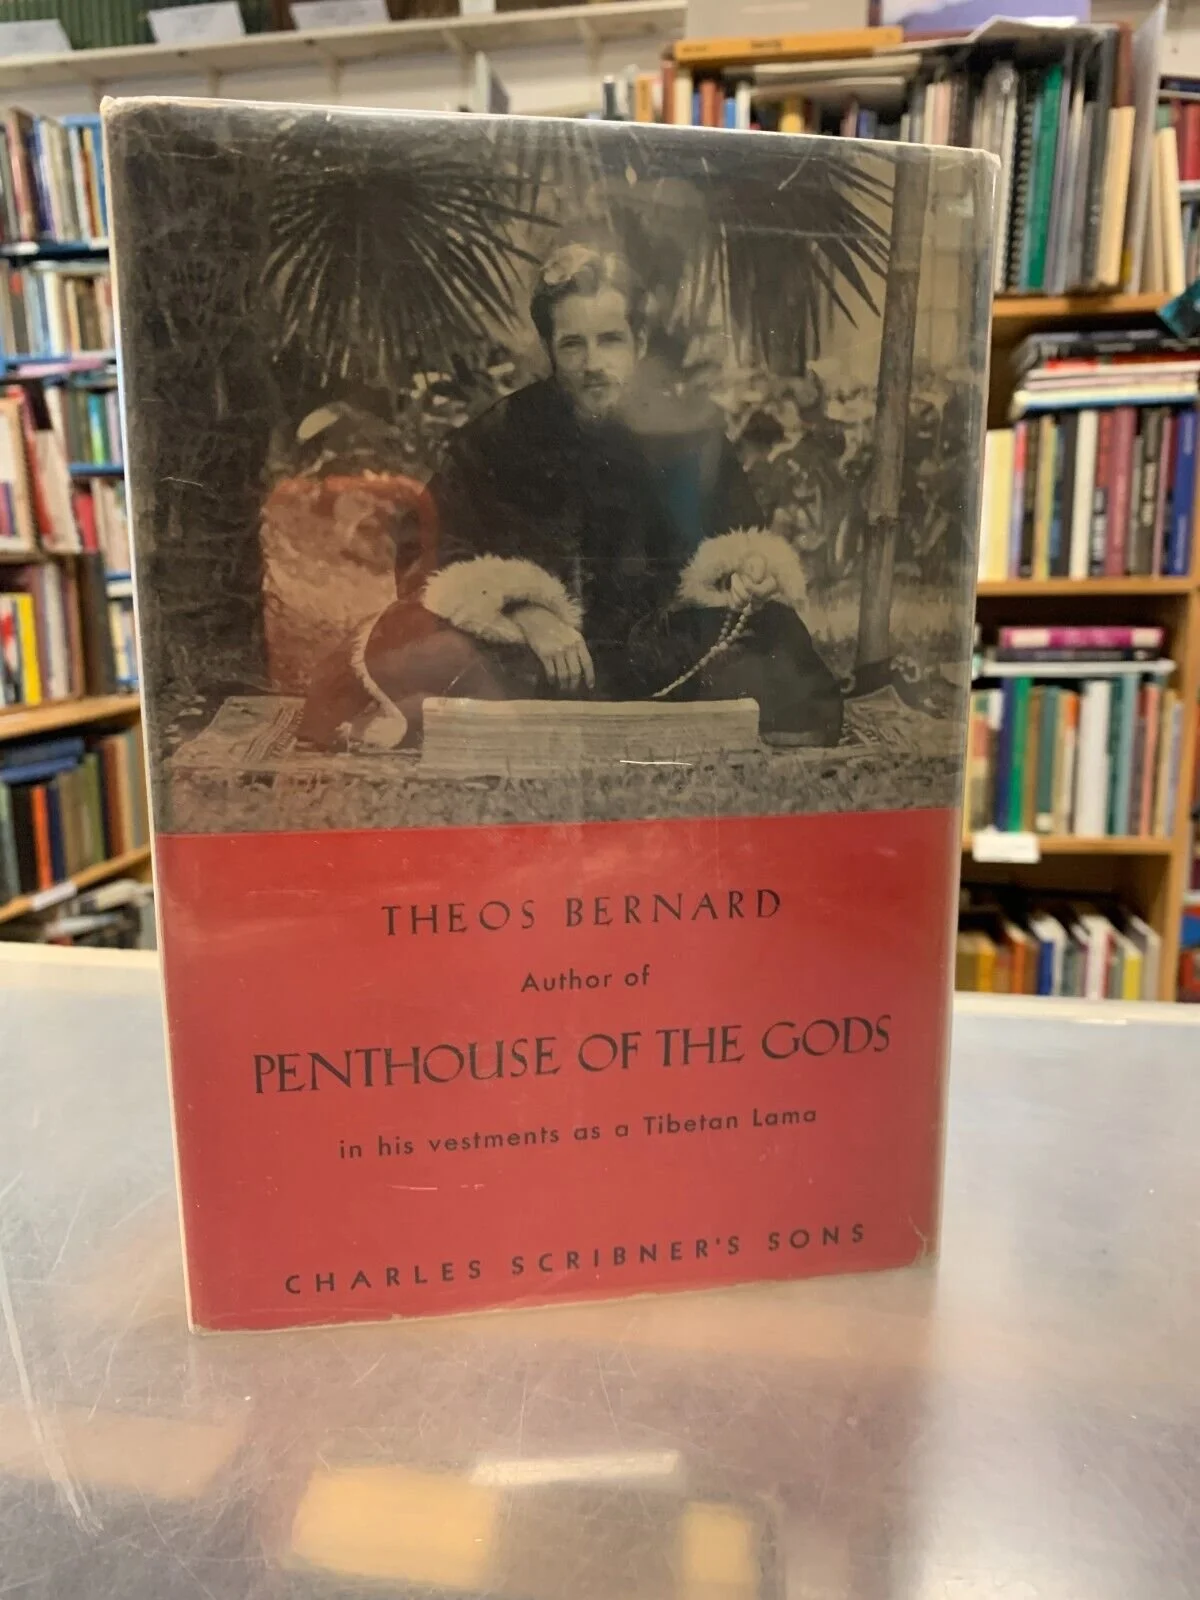 THEOS BERNARD
Author of
PENTHOUSE OF THE GODS
in his vestments as a Tibetan Lama
CHARLES SCRIBNER'S SONS